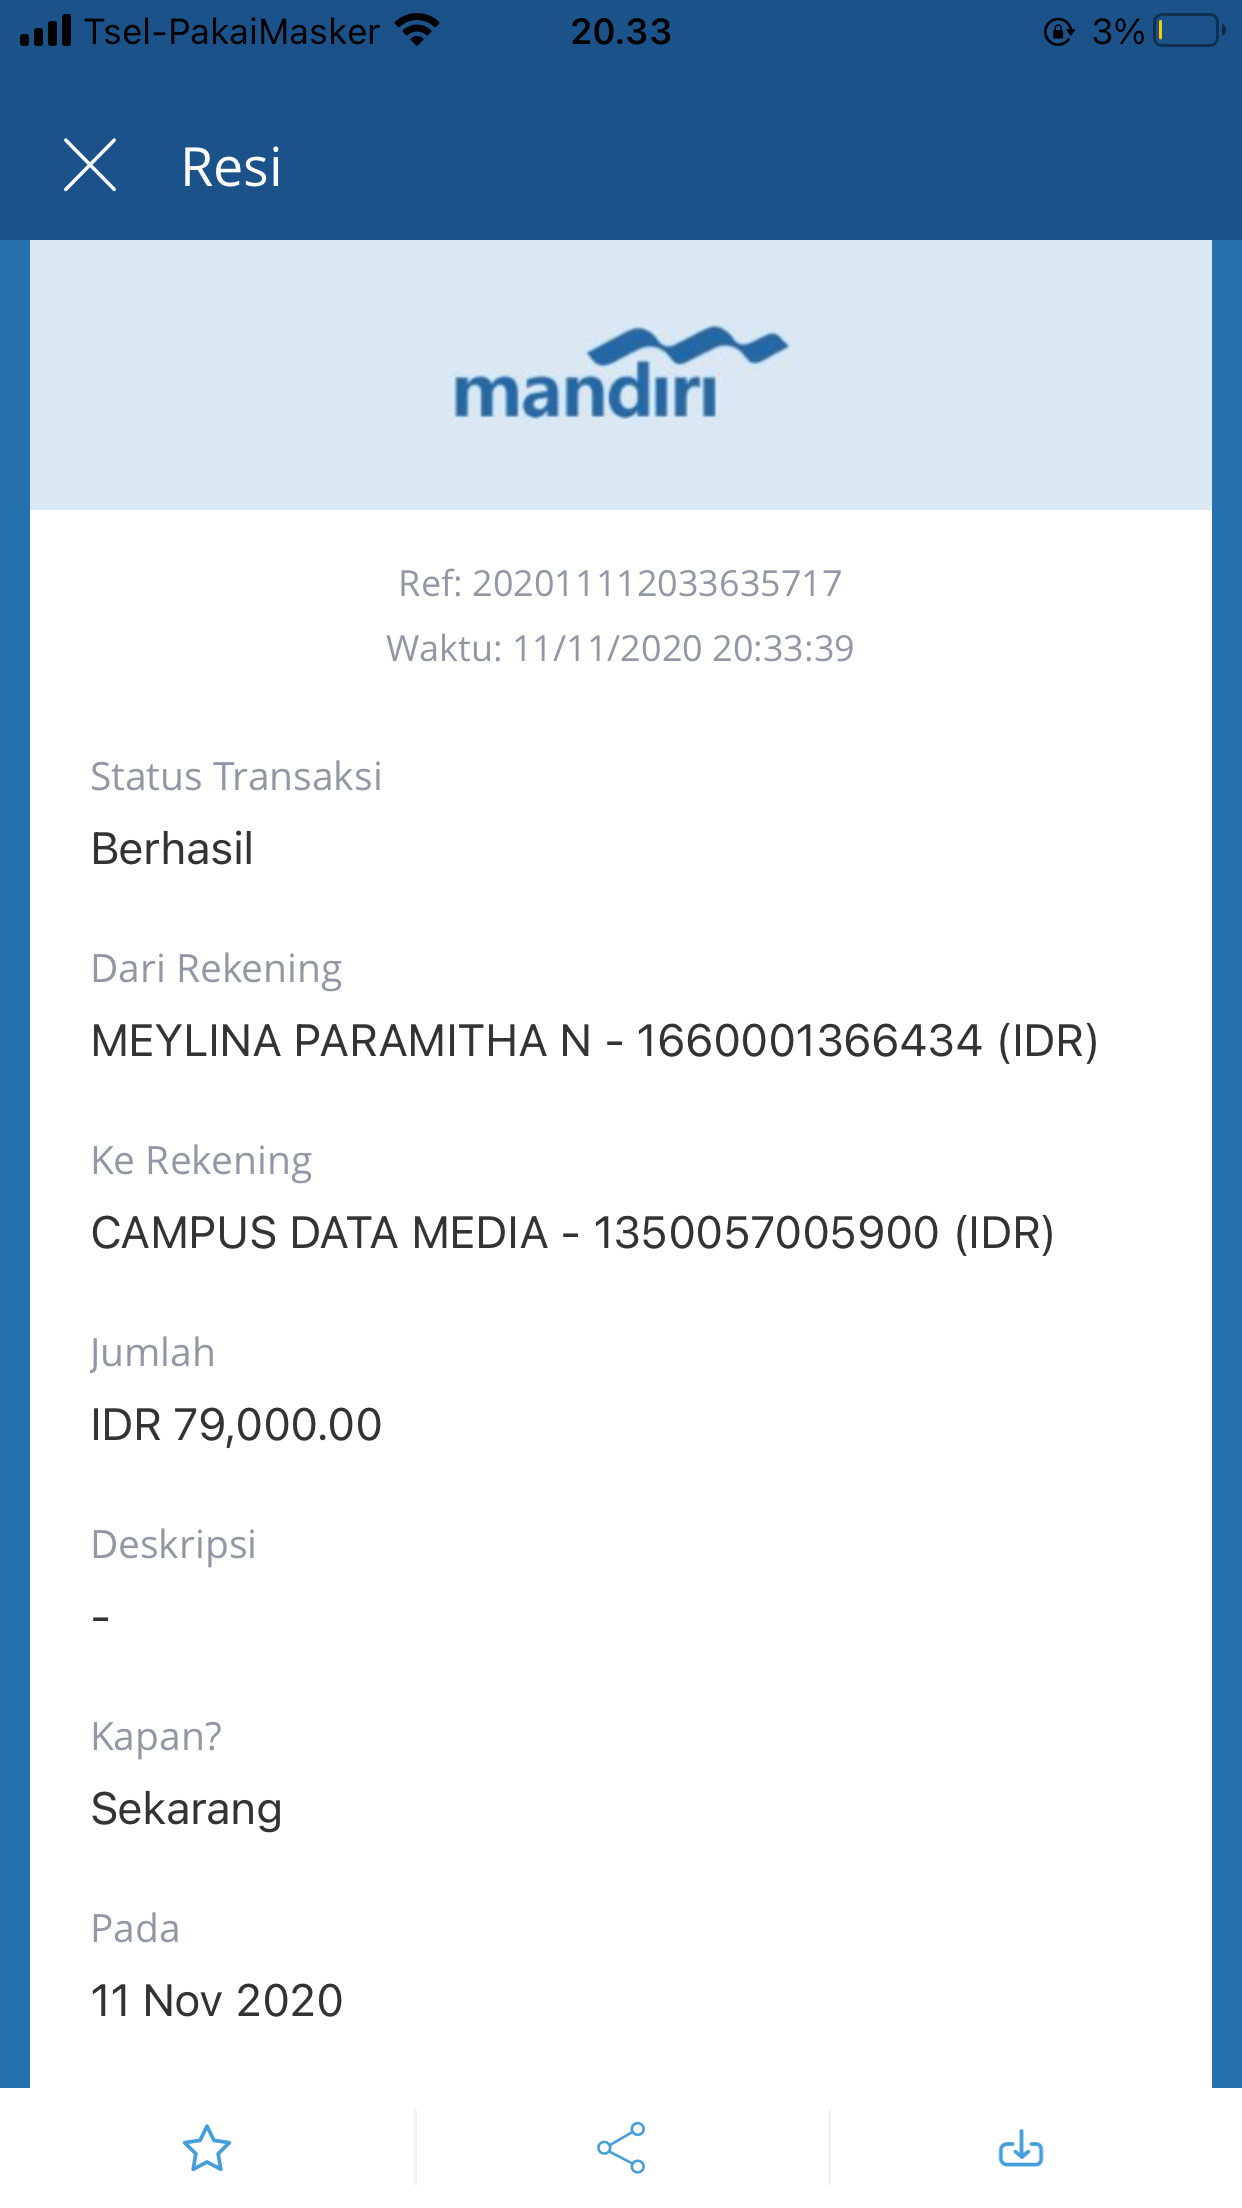 Tsel-PakaiMasker 20.33 3%
Resi
mandiri
Ref: 202011112033635717
Waktu: 11/11/2020 20:33:39
Status Transaksi
Berhasil
Dari Rekening
MEYLINA PARAMITHA N - 1660001366434 (IDR)
Ke Rekening
CAMPUS DATA MEDIA - 1350057005900 (IDR)
Jumlah
IDR 79,000.00
Deskripsi
-
Kapan?
Sekarang
Pada
11 Nov 2020